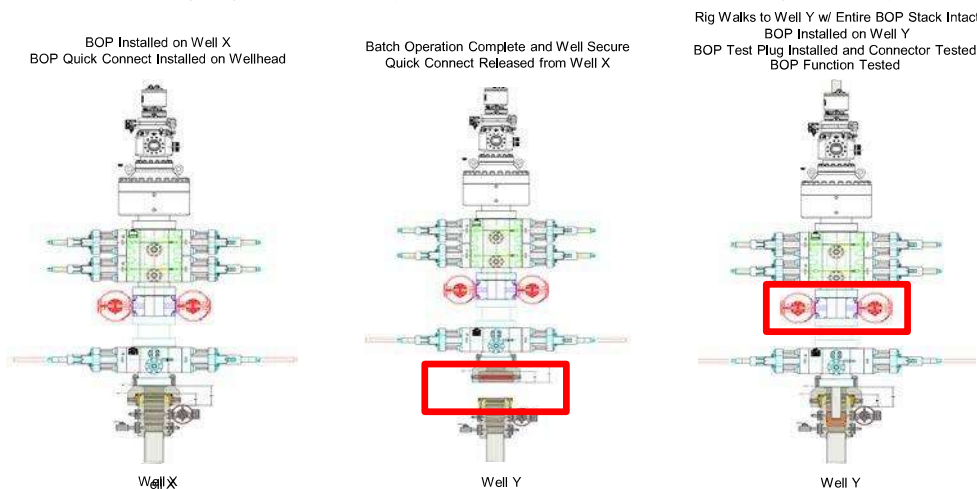 BOP Installed on Well X
BOP Quick Connect Installed on Wellhead
Batch Operation Complete and Well Secure
Quick Connect Released from Well X
Rig Walks to Well Y w/ Entire BOP Stack Intact
BOP Installed on Well Y
BOP Test Plug Installed and Connector Tested
BOP Function Tested
Well X
Well Y
Well Y